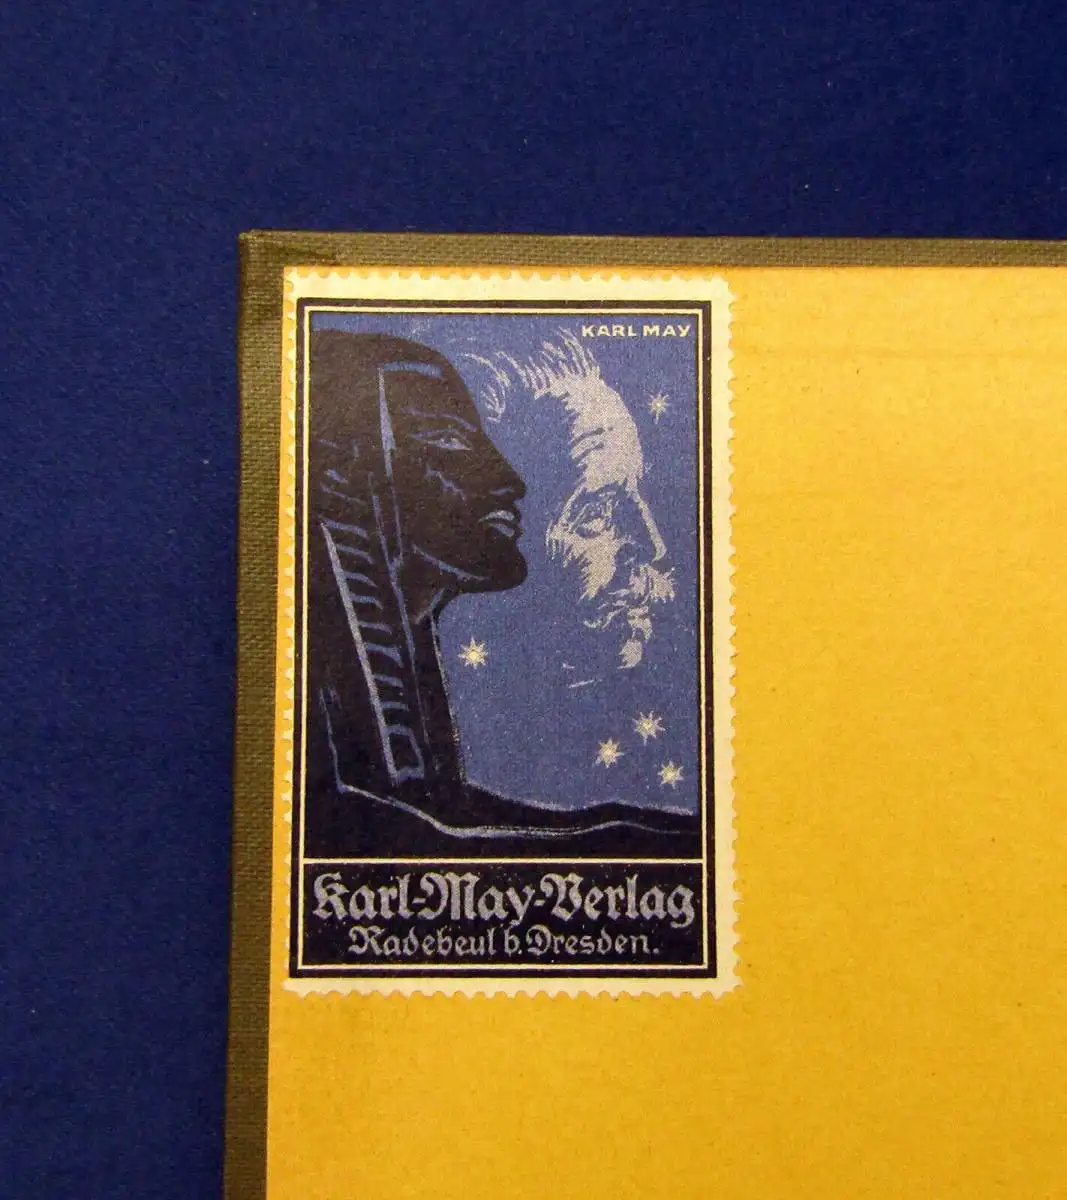 KARL MAY
Karl-May-Verlag
Radebeul b. Dresden.